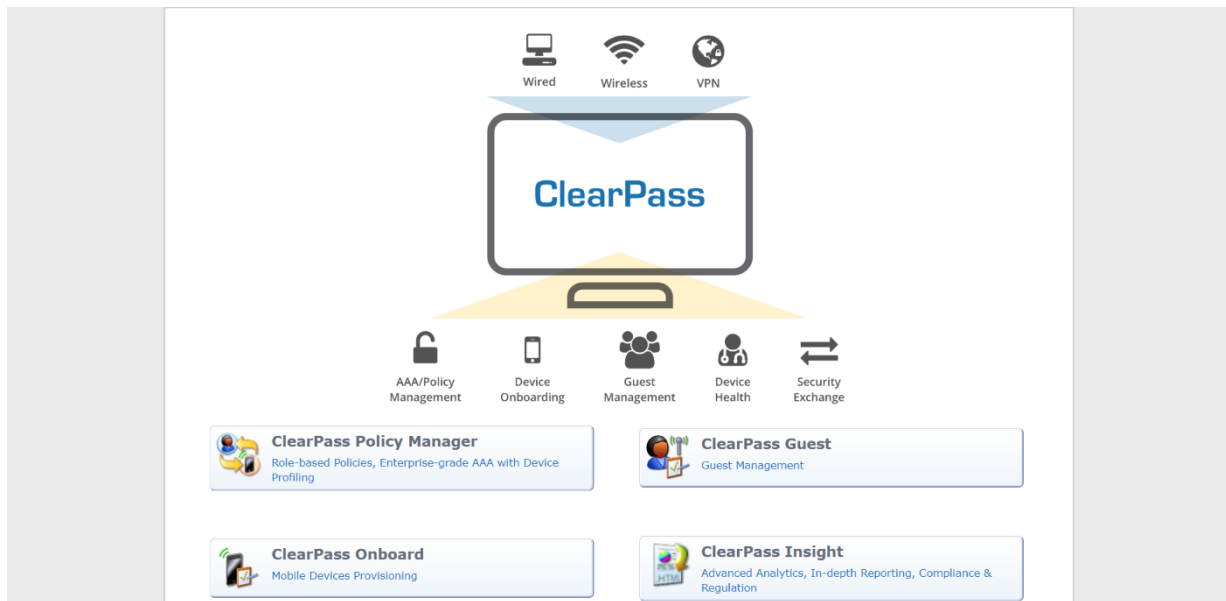 Wired
Wireless
VPN
ClearPass
AAA/Policy
Management
Device
Onboarding
Guest
Management
Device
Health
Security
Exchange
ClearPass Policy Manager
Role-based Policies, Enterprise-grade AAA with Device
Profiling
ClearPass Guest
Guest Management
ClearPass Onboard
Mobile Devices Provisioning
HTML
ClearPass Insight
Advanced Analytics, In-depth Reporting, Compliance &
Regulation